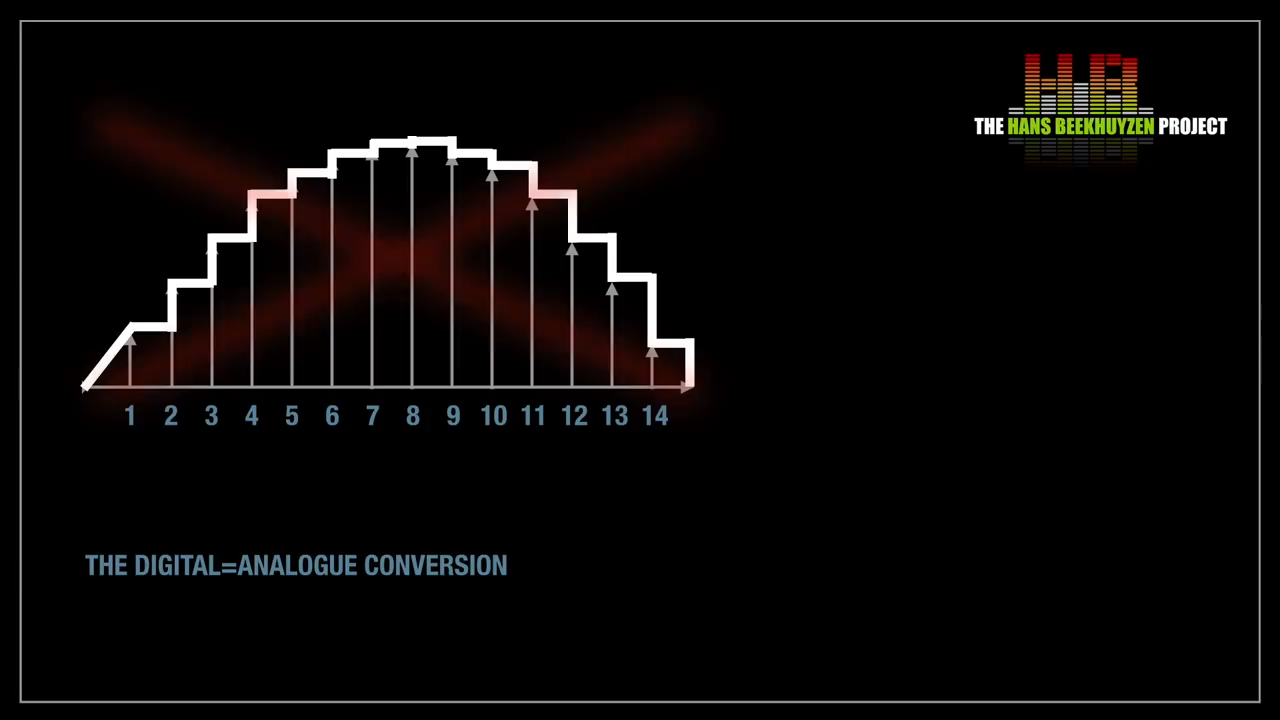 THE HANS BEEKHUYZEN PROJECT
1 2 3 4 5 6 7 8 9 10 11 12 13 14
THE DIGITAL=ANALOGUE CONVERSION